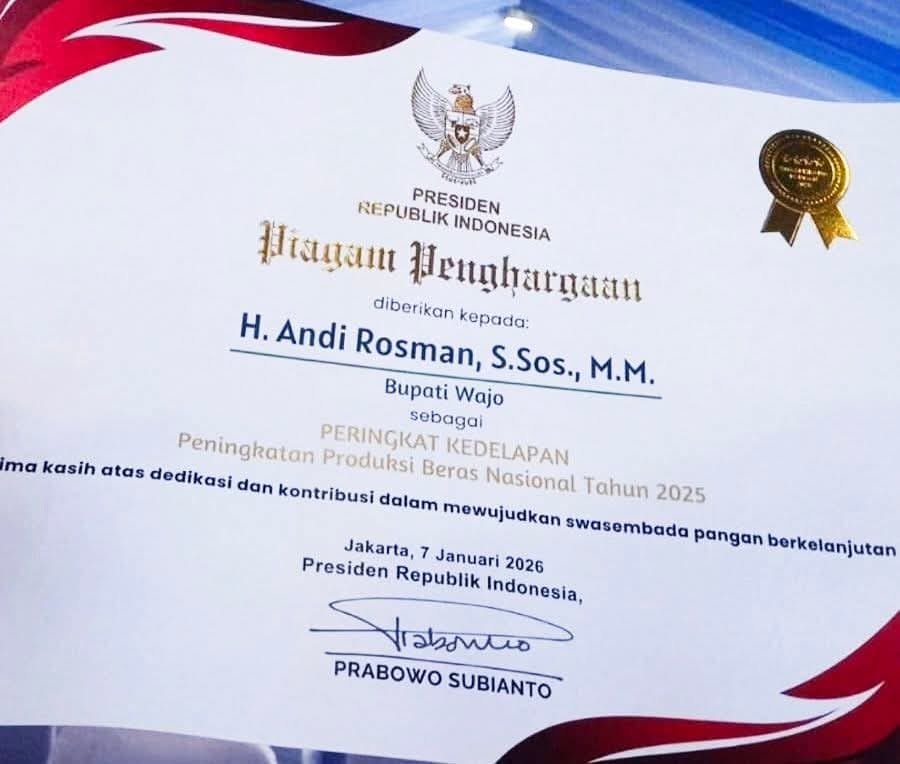 PRESIDEN
REPUBLIK INDONESIA
Piagam Penghargaan
diberikan kepada:
H. Andi Rosman, S.Sos., M.M.
Bupati Wajo
sebagai
PERINGKAT KEDELAPAN
Peningkatan Produksi Beras Nasional Tahun 2025
ima kasih atas dedikasi dan kontribusi dalam mewujudkan swasembada pangan berkelanjutan
Jakarta, 7 Januari 2026
Presiden Republik Indonesia,
Prabowo
PRABOWO SUBIANTO